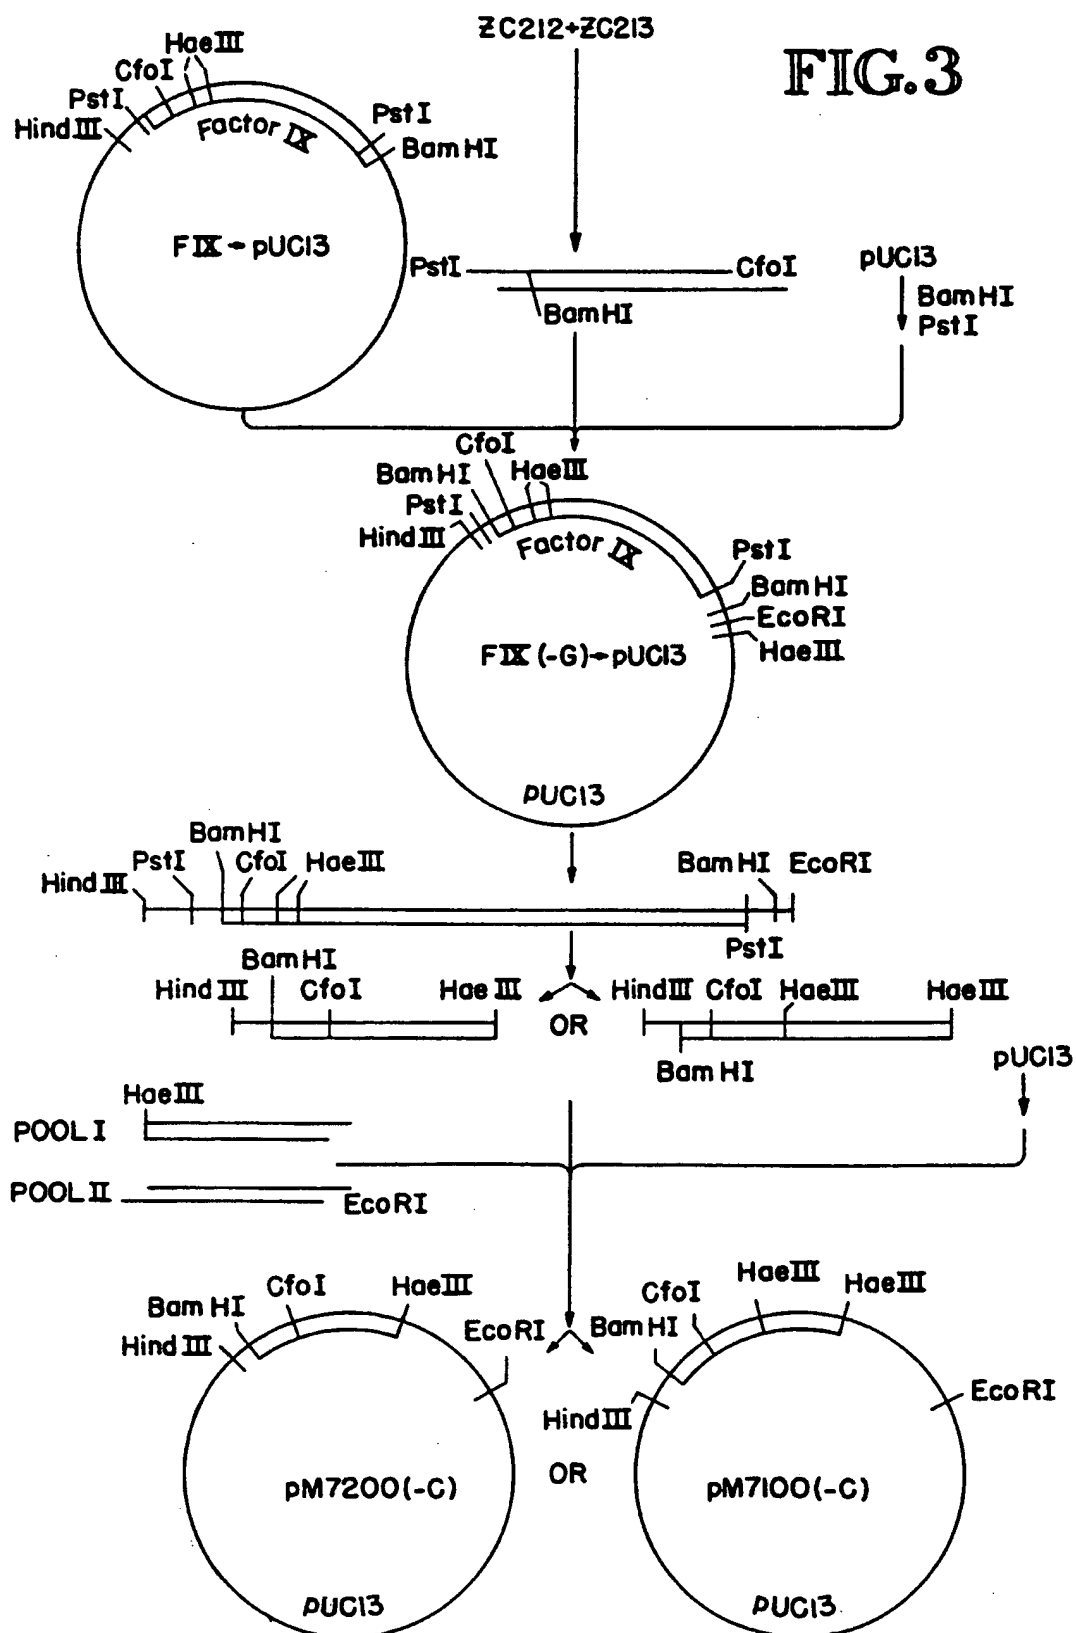 ZC212+ZC213
FIG. 3
HaeIII
CfoI
PstI
HindIII
Factor IX
PstI
BamHI
FIX→pUC13
PstI
CfoI
BamHI
pUC13
BamHI
PstI
CfoI
BamHI
HaeIII
PstI
HindIII
Factor IX
PstI
BamHI
EcoRI
HaeIII
FIX(-G)→pUC13
pUC13
BamHI
PstI
CfoI
HaeIII
HindIII
BamHI
EcoRI
PstI
BamHI
HindIII
CfoI
HaeIII
OR
HindIII
CfoI
HaeIII
HaeIII
BamHI
pUC13
HaeIII
POOL I
POOL II
EcoRI
CfoI
HaeIII
BamHI
HindIII
EcoRI
pM7200(-C)
pUC13
OR
HaeIII
HaeIII
CfoI
BamHI
HindIII
EcoRI
pM7100(-C)
pUC13